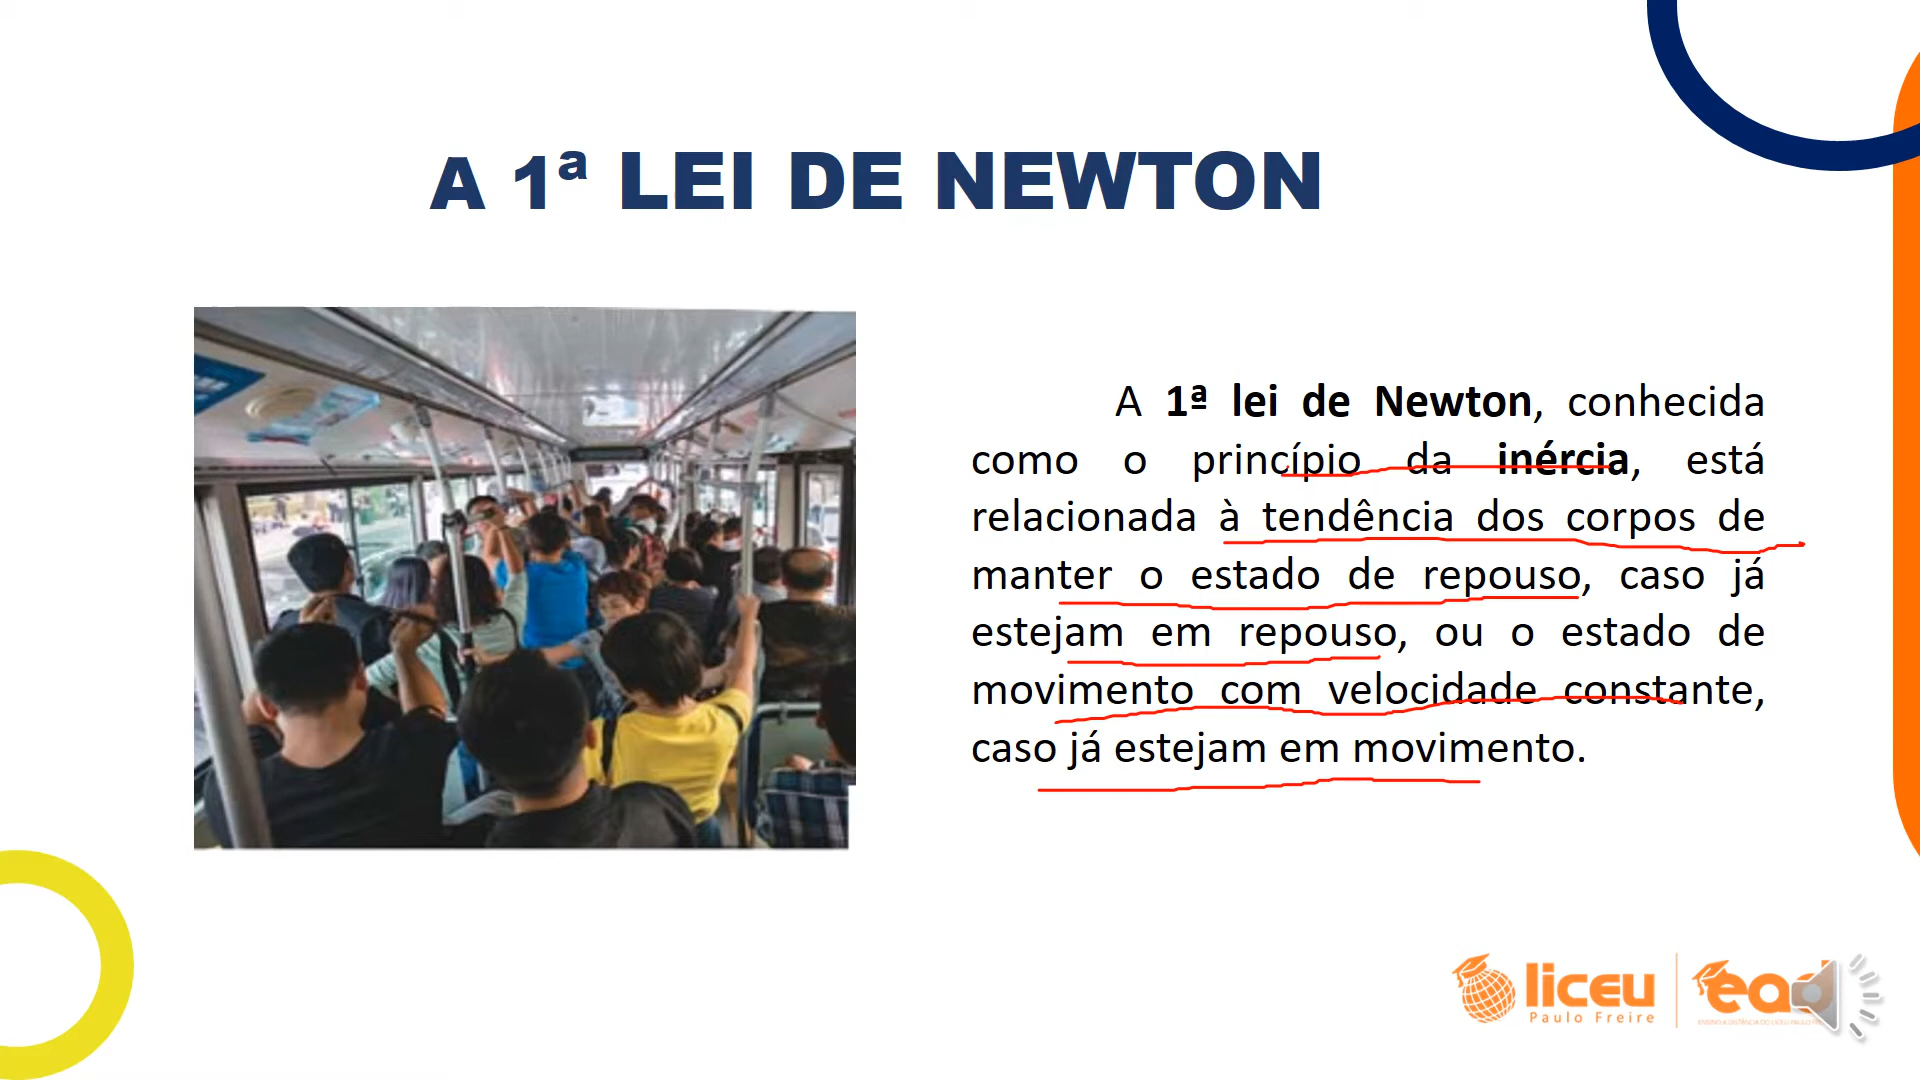 A 1ª LEI DE NEWTON
A 1ª lei de Newton, conhecida
como o princípio da inércia, está
relacionada à tendência dos corpos de
manter o estado de repouso, caso já
estejam em repouso, ou o estado de
movimento com velocidade constante,
caso já estejam em movimento.
liceu
Paulo Freire
ead